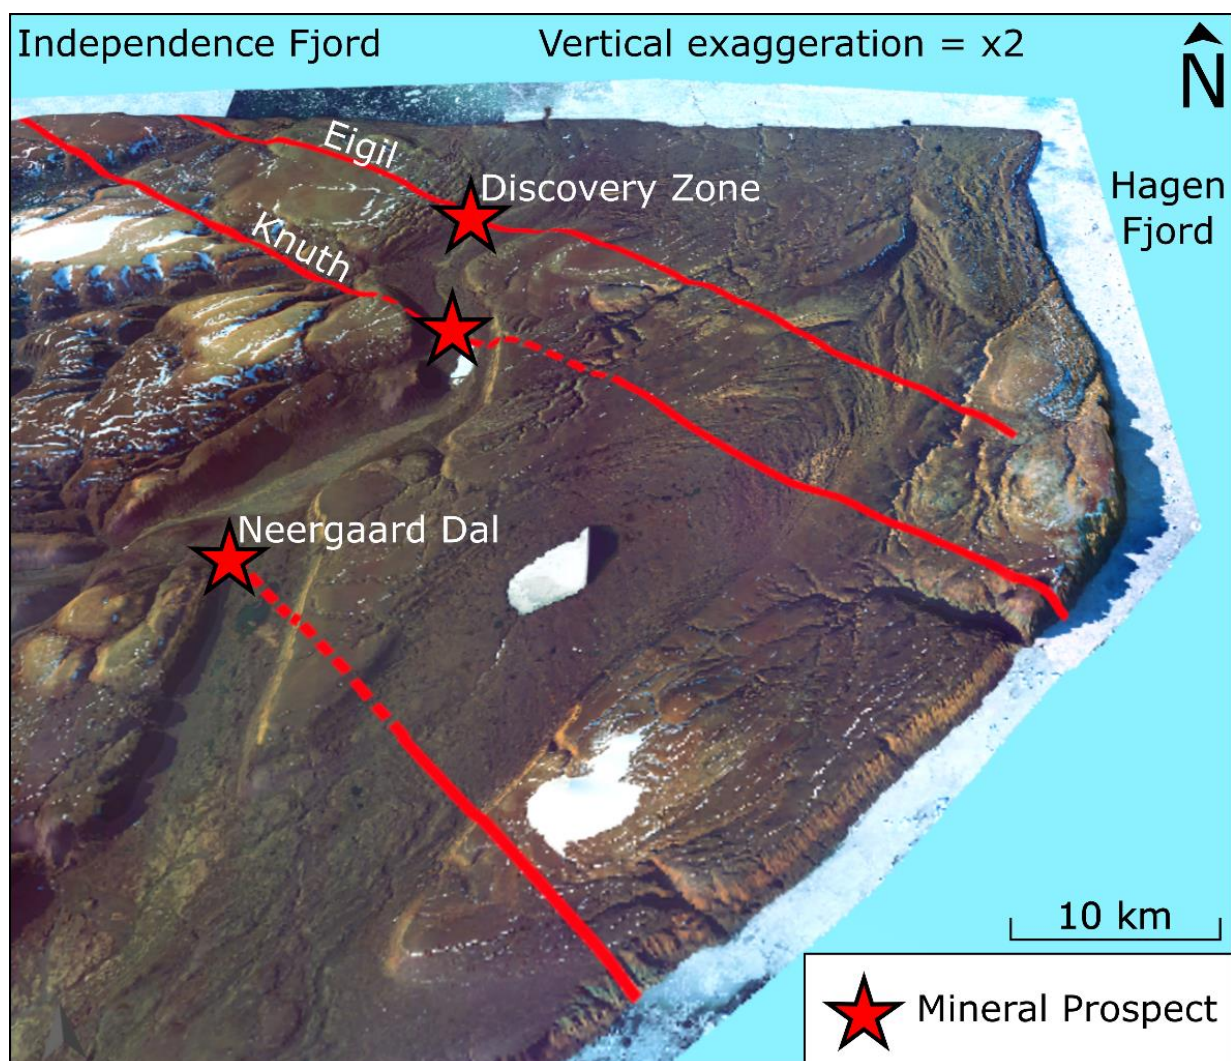 Independence Fjord
Vertical exaggeration = x2
N
Eigil
Discovery Zone
Hagen
Fjord
Knuth
Neergaard Dal
10 km
Mineral Prospect